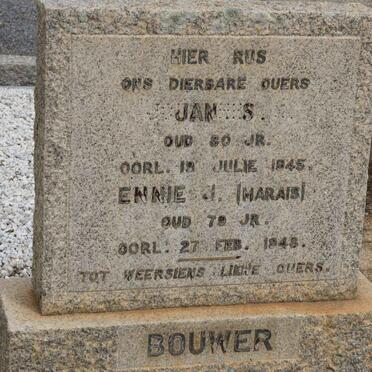 HIER RUS
ONS DIERBARE OUERS
JAN S.
OUD 80 JR.
OORL. 19 JULIE 1945.
ENNIE J. (MARAIS)
OUD 79 JR.
OORL. 27 FEB. 1948.
TOT WEERSIENS LIEWE OUERS.
BOUWER